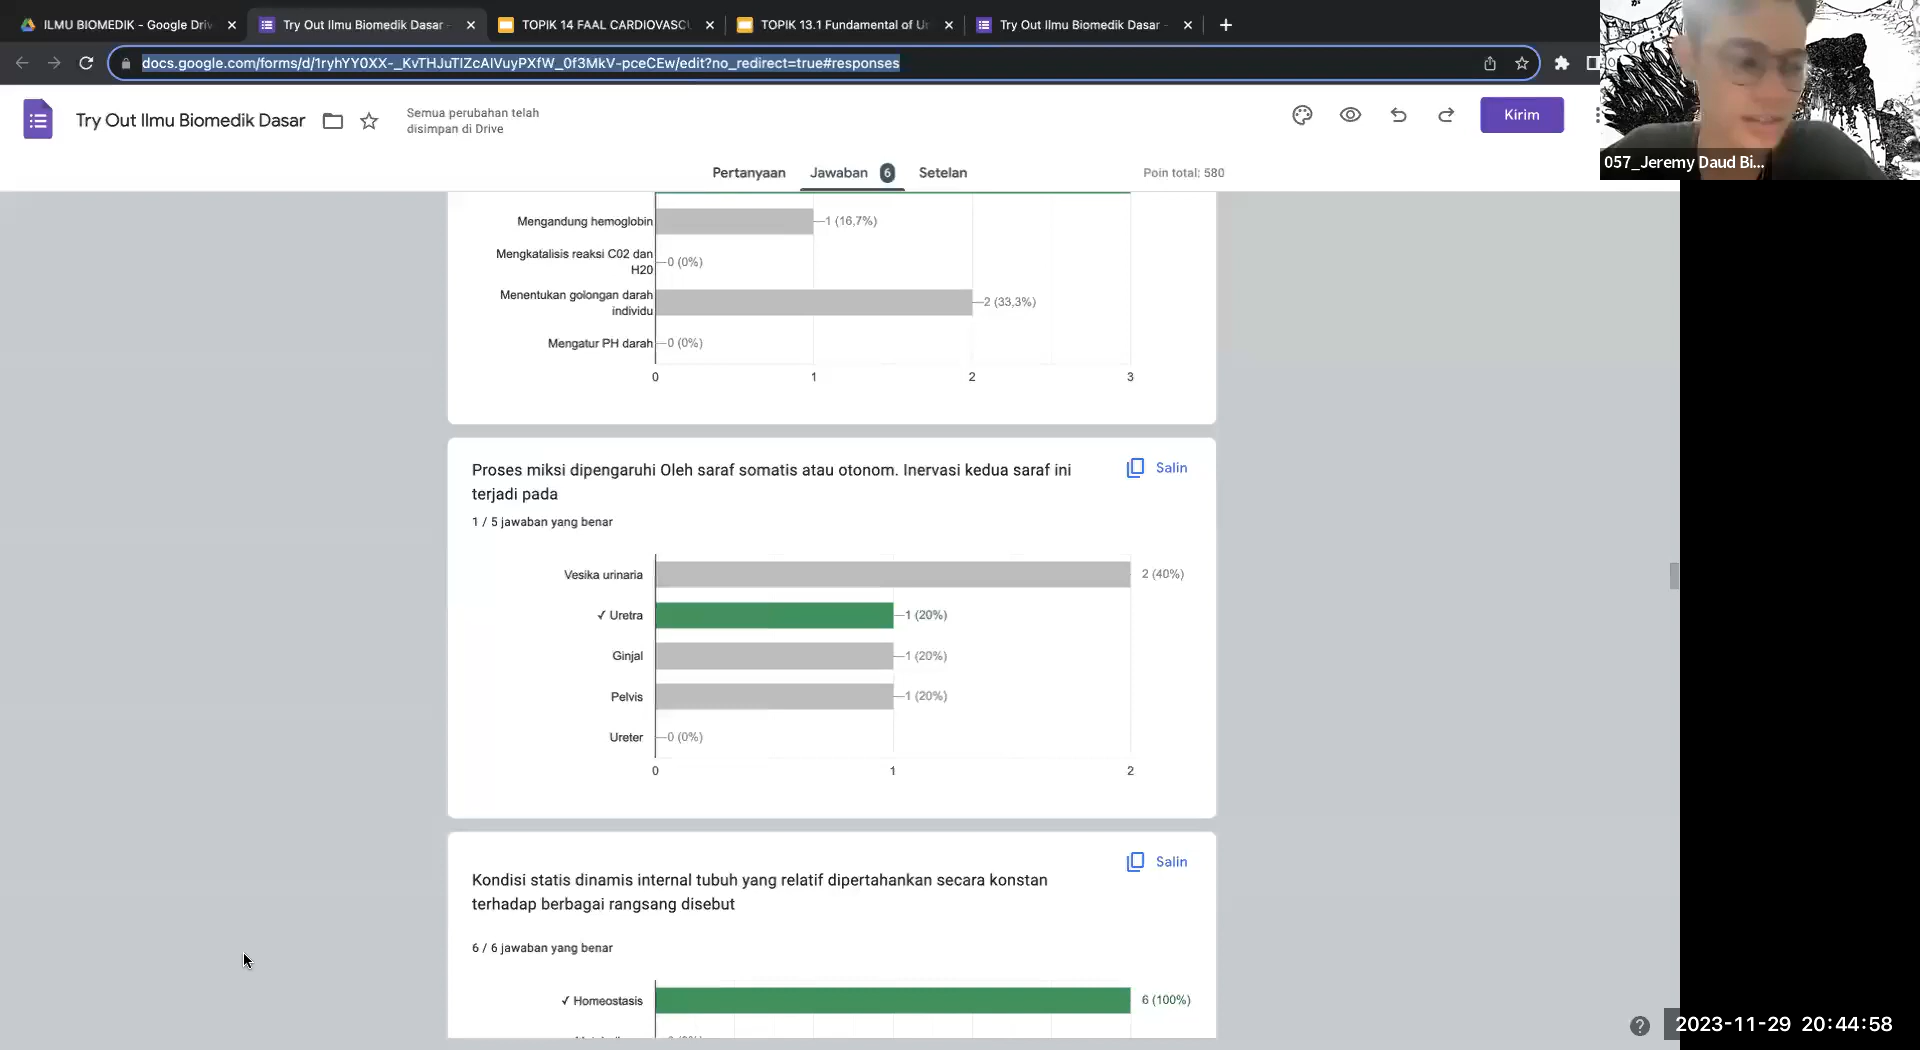 ILMU BIOMEDIK - Google Driv
Try Out Ilmu Biomedik Dasar -
TOPIK 14 FAAL CARDIOVASCU
TOPIK 13.1 Fundamental of Ur
Try Out Ilmu Biomedik Dasar -
docs.google.com/forms/d/1ryhYY0XX-_KvTHJuTlZcAlVuyPXfW_0f3MkV-pceCEw/edit?no_redirect=true#responses
Try Out Ilmu Biomedik Dasar
Semua perubahan telah
disimpan di Drive
Kirim
057_Jeremy Daud Bi...
Pertanyaan
Jawaban 6
Setelan
Poin total: 580
Mengandung hemoglobin
1 (16,7%)
Mengkatalisis reaksi C02 dan
H20
0 (0%)
Menentukan golongan darah
individu
2 (33,3%)
Mengatur PH darah
0 (0%)
0 1 2 3
Proses miksi dipengaruhi Oleh saraf somatis atau otonom. Inervasi kedua saraf ini
terjadi pada
Salin
1 / 5 jawaban yang benar
Vesika urinaria
2 (40%)
✓ Uretra
1 (20%)
Ginjal
1 (20%)
Pelvis
1 (20%)
Ureter
0 (0%)
0 1 2
Salin
Kondisi statis dinamis internal tubuh yang relatif dipertahankan secara konstan
terhadap berbagai rangsang disebut
6 / 6 jawaban yang benar
✓ Homeostasis
6 (100%)
2023-11-29 20:44:58